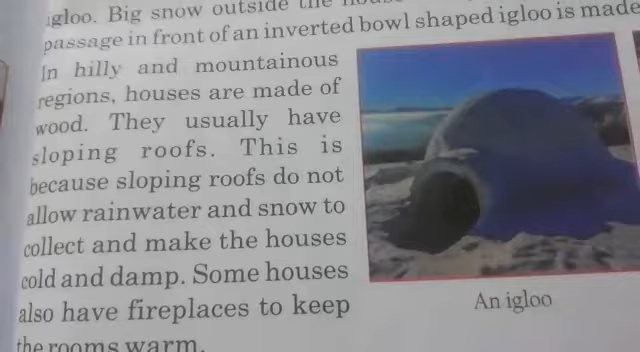 igloo. Big snow outside the house
passage in front of an inverted bowl shaped igloo is made
In hilly and mountainous
regions, houses are made of
wood. They usually have
sloping roofs. This is
because sloping roofs do not
allow rainwater and snow to
collect and make the houses
cold and damp. Some houses
also have fireplaces to keep
the rooms warm.
An igloo